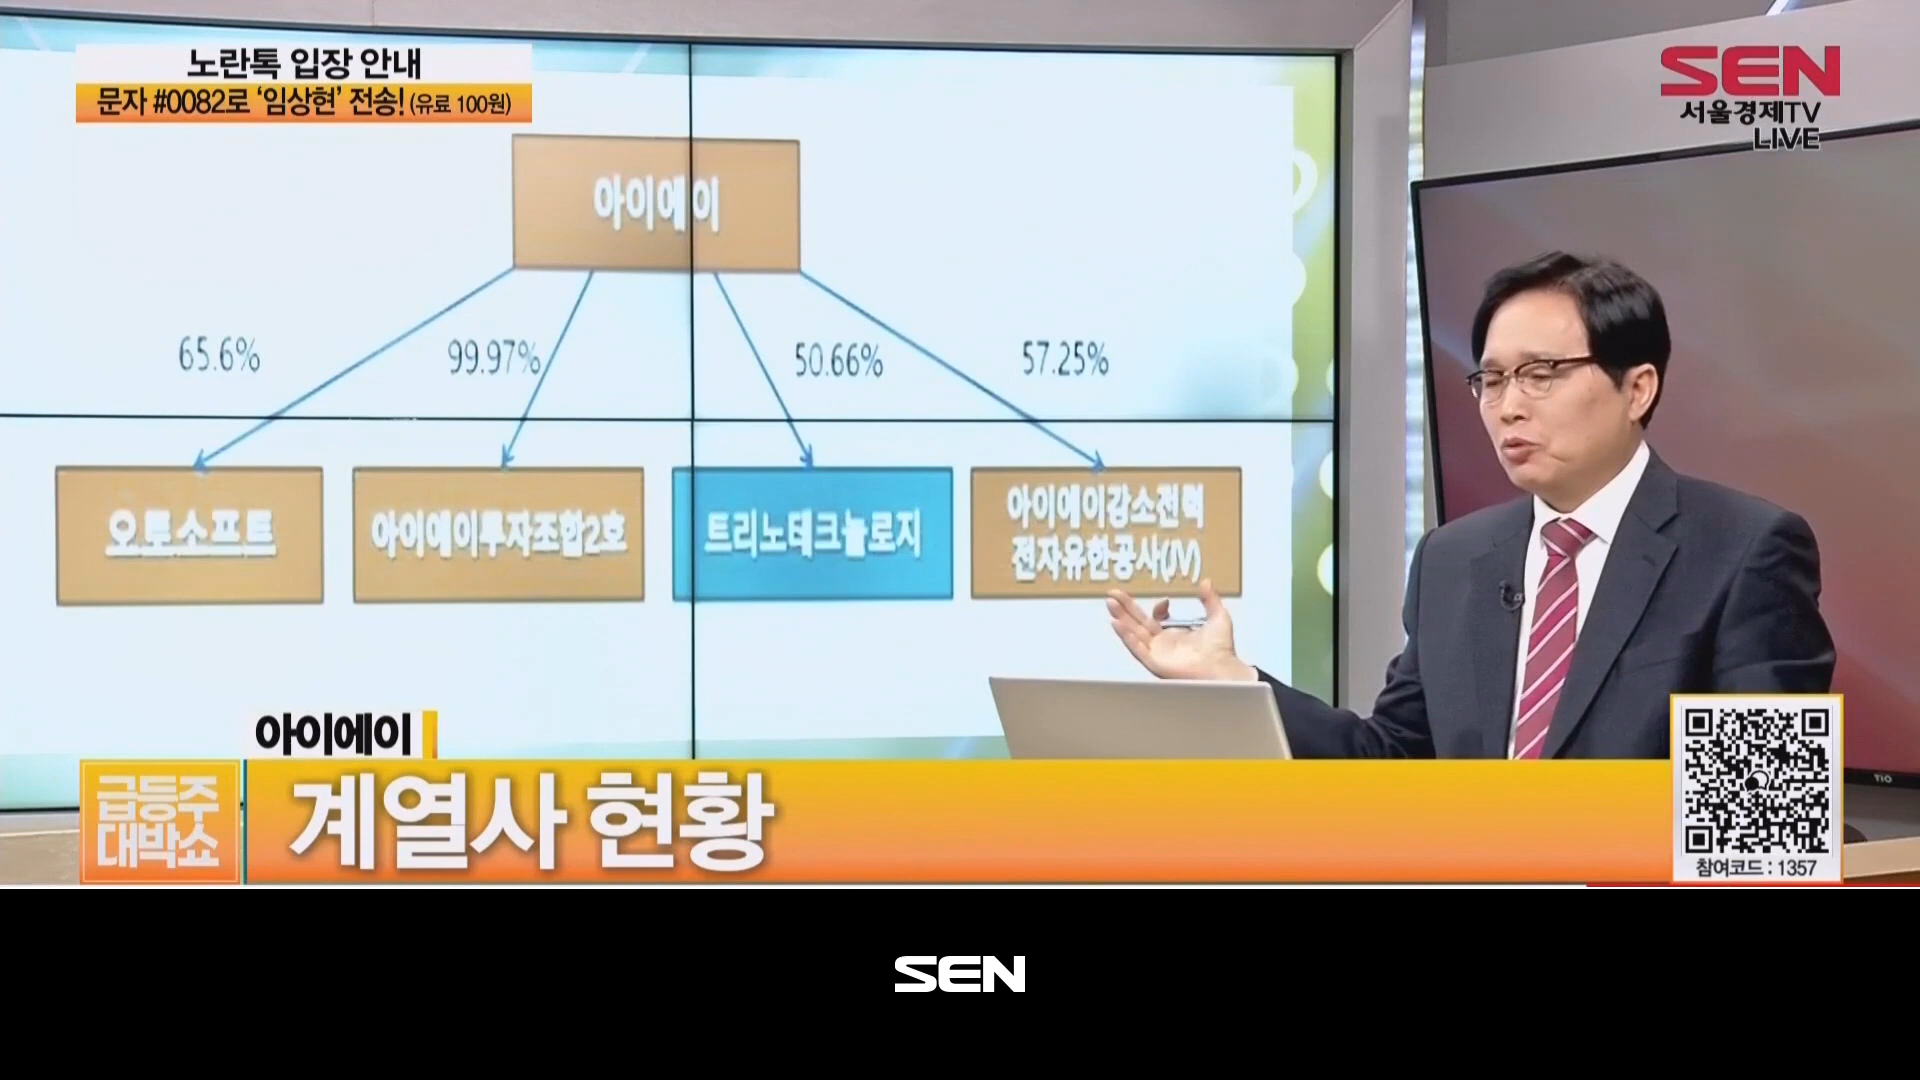 노란톡 입장 안내
문자 #0082로 ‘임상현’ 전송! (유료 100원)
SEN
서울경제TV
LIVE
아이에이
65.6%
99.97%
50.66%
57.25%
오토소프트
아이에이투자조합2호
트리노테크놀로지
아이에이강소전력
전자유한공사(JV)
아이에이
급등주
대박쇼
계열사 현황
TIO
참여코드 : 1357
SEN